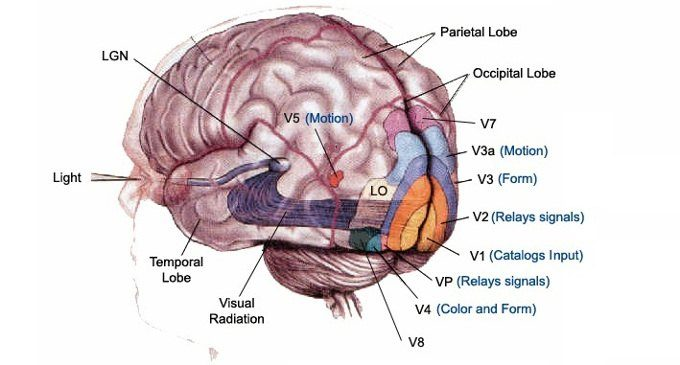 Parietal Lobe
LGN
Occipital Lobe
V5 (Motion)
V7
V3a (Motion)
Light
V3 (Form)
LO
V2 (Relays signals)
V1 (Catalogs Input)
Temporal
Lobe
VP (Relays signals)
Visual
Radiation
V4 (Color and Form)
V8